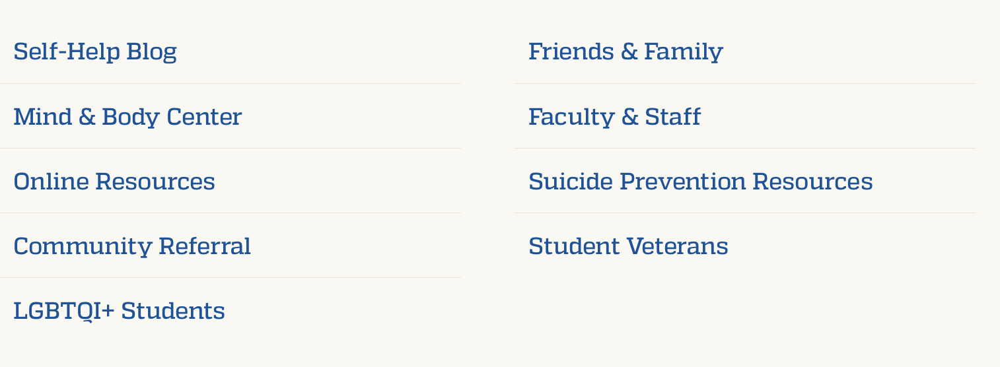 Self-Help Blog
Mind & Body Center
Online Resources
Community Referral
LGBTQI+ Students
Friends & Family
Faculty & Staff
Suicide Prevention Resources
Student Veterans